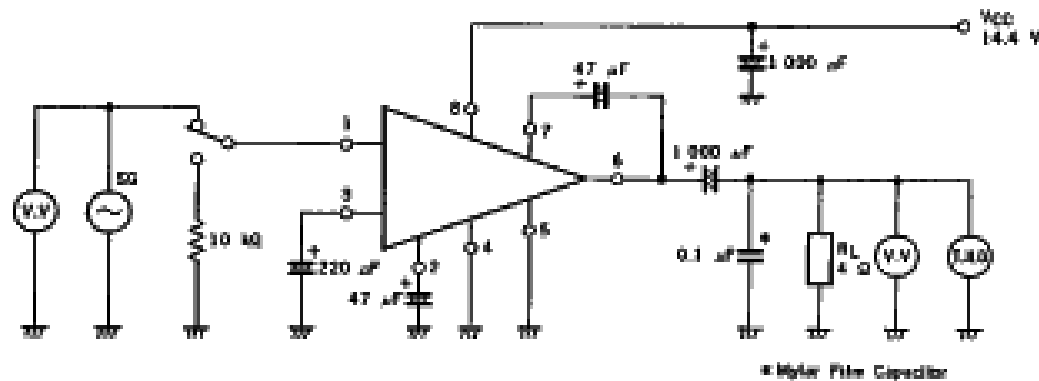 VCC
14.4 V
1 000 μF
47 μF
8
7
1
6
1 000 μF
SG
3
5
4
V.V
10 kΩ
220 μF
2
47 μF
0.1 μF
*
RL
4 Ω
V.V
* Mylar Film Capacitor